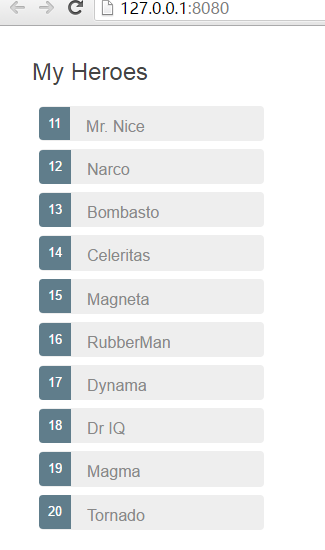 127.0.0.1:8080
My Heroes
11 Mr. Nice
12 Narco
13 Bombasto
14 Celeritas
15 Magneta
16 RubberMan
17 Dynama
18 Dr IQ
19 Magma
20 Tornado